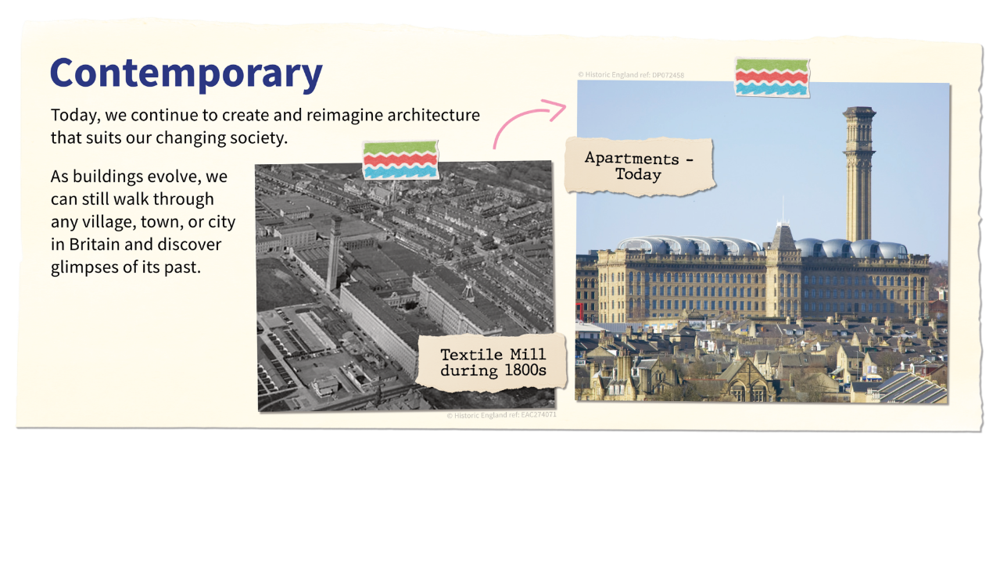 Contemporary
Today, we continue to create and reimagine architecture
that suits our changing society.
As buildings evolve, we
can still walk through
any village, town, or city
in Britain and discover
glimpses of its past.
Textile Mill
during 1800s
© Historic England ref: EAC274071
© Historic England ref: DP072458
Apartments -
Today